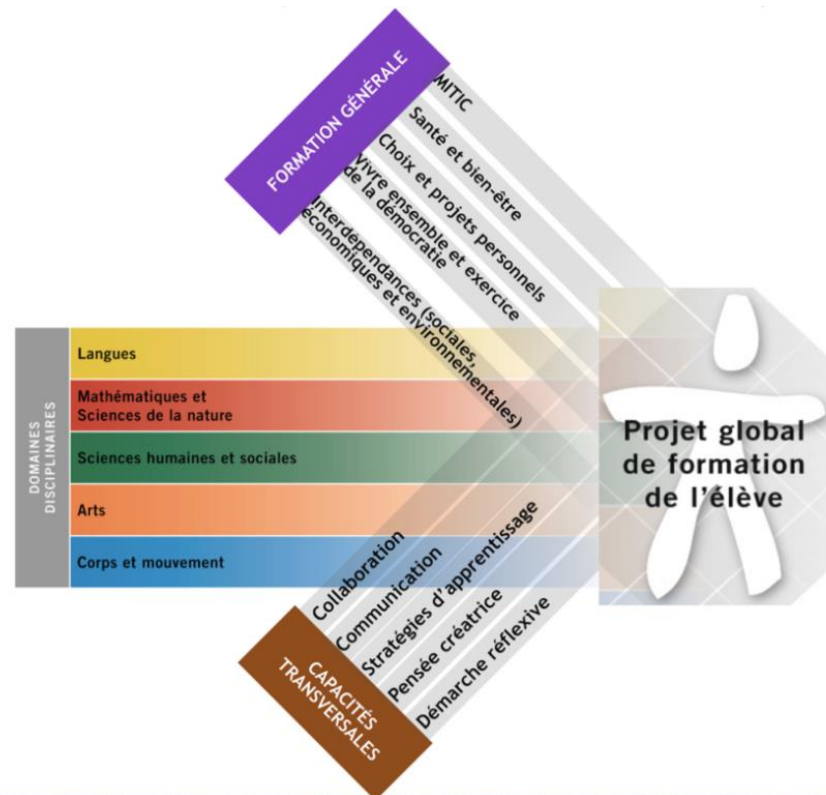 FORMATION GÉNÉRALE
MITIC
Santé et bien-être
Choix et projets personnels
Vivre ensemble et exercice
de la démocratie
Interdépendances (sociales,
économiques et environnementales)
DOMAINES
DISCIPLINAIRES
Langues
Mathématiques et
Sciences de la nature
Sciences humaines et sociales
Arts
Corps et mouvement
Projet global
de formation
de l'élève
CAPACITÉS
TRANSVERSALES
Collaboration
Communication
Stratégies d'apprentissage
Pensée créatrice
Démarche réflexive